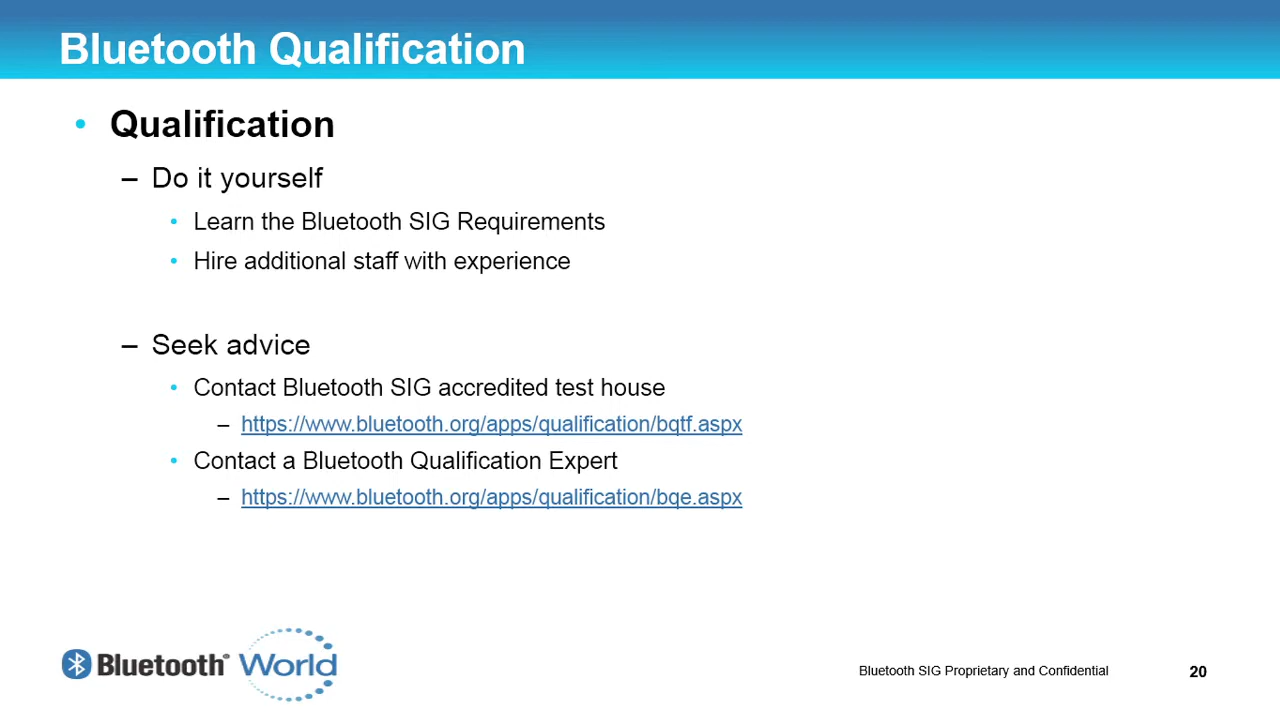 Bluetooth Qualification
• Qualification
– Do it yourself
• Learn the Bluetooth SIG Requirements
• Hire additional staff with experience
– Seek advice
• Contact Bluetooth SIG accredited test house
– https://www.bluetooth.org/apps/qualification/bqtf.aspx
• Contact a Bluetooth Qualification Expert
– https://www.bluetooth.org/apps/qualification/bqe.aspx
Bluetooth® World
Bluetooth SIG Proprietary and Confidential
20